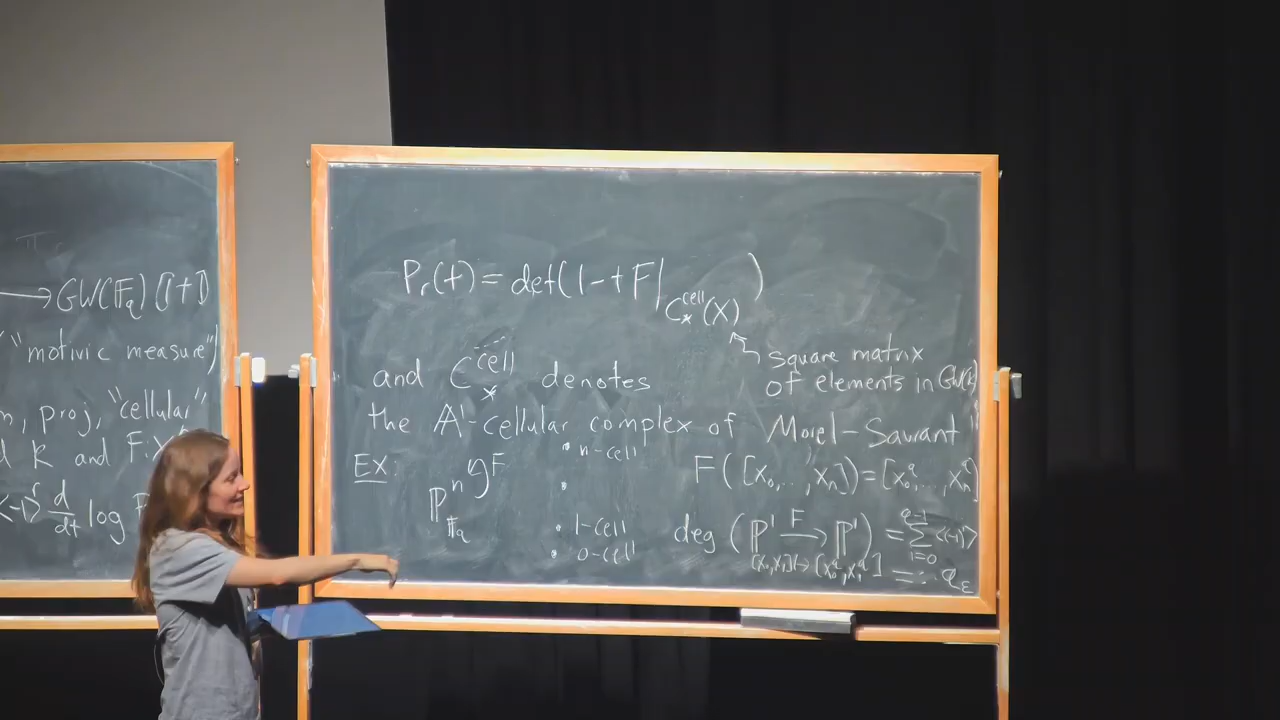 ⟶ GW(𝔽_q)[[t]]
("motivic measure")
proj, "cellular"
k and F: X
⟨-1⟩^r d/dt log P
P_r(t) = det(1-tF|_{C_*^{cell}(X)})
square matrix
of elements in GW(k)
and C_*^{cell} denotes
the 𝔸¹-cellular complex of Morel-Sawant
• n-cell
Ex: ℙ^n_{𝔽_q} ↺ F
F([x_0,..,x_n]) = [x_0^q,...,x_n^q]
• 1-cell
• 0-cell
deg (ℙ¹ \xrightarrow{F} ℙ¹) = ∑_{i=0}^{q-1} ⟨(-1)^i⟩
[x_0,x_1] ↦ [x_0^q,x_1^q]
=: q_ε